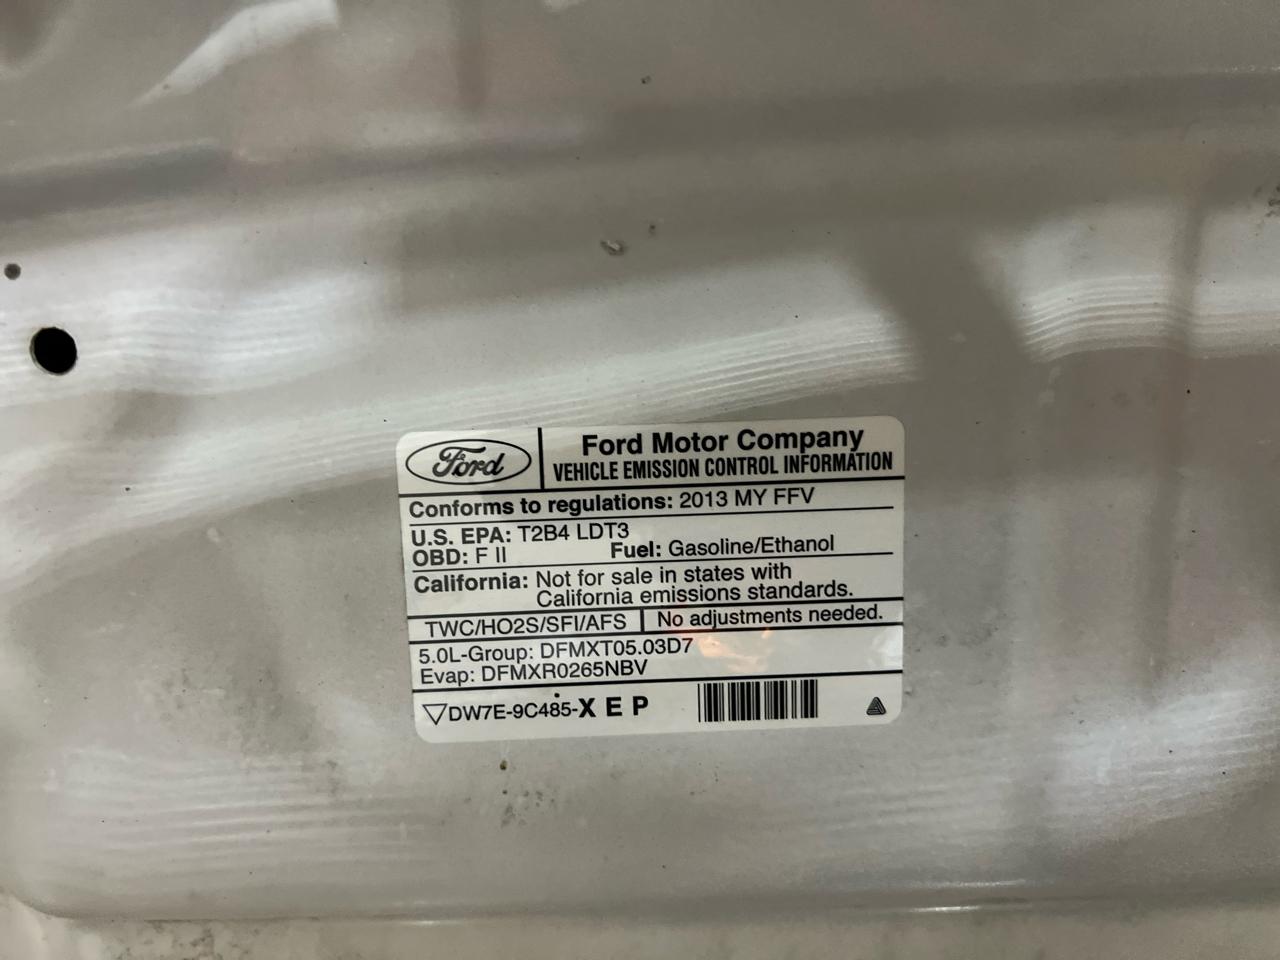 Ford
Ford Motor Company
VEHICLE EMISSION CONTROL INFORMATION
Conforms to regulations: 2013 MY FFV
U.S. EPA: T2B4 LDT3
OBD: F II Fuel: Gasoline/Ethanol
California: Not for sale in states with
California emissions standards.
TWC/HO2S/SFI/AFS No adjustments needed.
5.0L-Group: DFMXT05.03D7
Evap: DFMXR0265NBV
DW7E-9C485-X E P